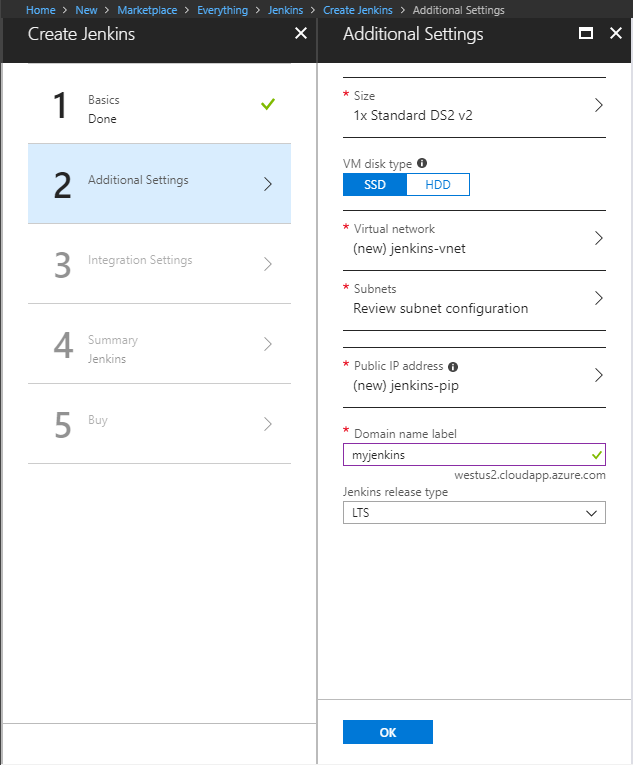 Home > New > Marketplace > Everything > Jenkins > Create Jenkins > Additional Settings
Create Jenkins
1
Basics
Done
2
Additional Settings
3
Integration Settings
4
Summary
Jenkins
5
Buy
Additional Settings
* Size
1x Standard DS2 v2
VM disk type
SSD HDD
* Virtual network
(new) jenkins-vnet
* Subnets
Review subnet configuration
* Public IP address
(new) jenkins-pip
* Domain name label
myjenkins
westus2.cloudapp.azure.com
Jenkins release type
LTS
OK